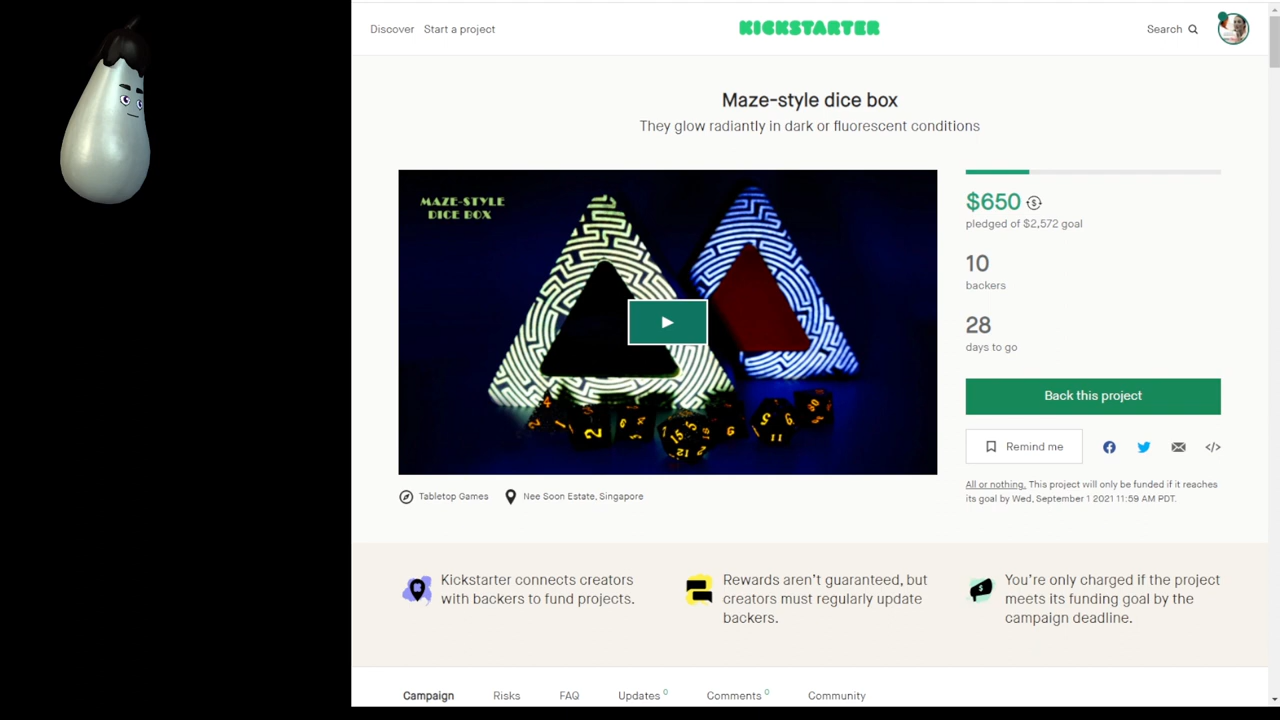 Discover Start a project
KICKSTARTER
Search
Maze-style dice box
They glow radiantly in dark or fluorescent conditions
MAZE-STYLE
DICE BOX
$650
pledged of $2,572 goal
10
backers
28
days to go
Back this project
Remind me
All or nothing. This project will only be funded if it reaches
its goal by Wed, September 1 2021 11:59 AM PDT.
Tabletop Games Nee Soon Estate, Singapore
Kickstarter connects creators
with backers to fund projects.
Rewards aren't guaranteed, but
creators must regularly update
backers.
You're only charged if the project
meets its funding goal by the
campaign deadline.
Campaign Risks FAQ Updates 0 Comments 0 Community